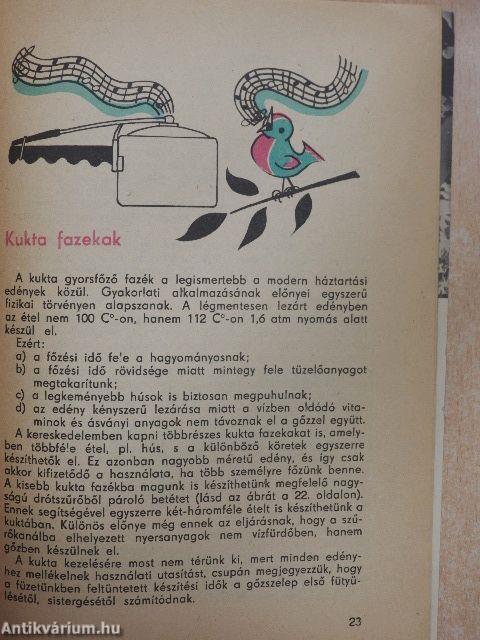 Kukta fazekak
A kukta gyorsfőző fazék a legismertebb a modern háztartási
edények közül. Gyakorlati alkalmazásának előnyei egyszerű
fizikai törvényen alapszanak. A légmentesen lezárt edényben
az étel nem 100 C°-on, hanem 112 C°-on 1,6 atm nyomás alatt
készül el.
Ezért:
a) a főzési idő fele a hagyományosnak;
b) a főzési idő rövidsége miatt mintegy fele tüzelőanyagot
megtakarítunk;
c) a legkeményebb húsok is biztosan megpuhulnak;
d) az edény kényszerű lezárása miatt a vízben oldódó vita-
minok és ásványi anyagok nem távoznak el a gőzzel együtt.
A kereskedelemben kapni többrészes kukta fazekakat is, amely-
ben többféle étel, pl. hús, s a különböző köretek egyszerre
készíthetők el. Ez azonban nagyobb méretű edény, és így csak
akkor kifizetődő a használata, ha több személyre főzünk benne.
A kisebb kukta fazékba magunk is készíthetünk megfelelő nagy-
ságú drótszűrőből pároló betétet (lásd az ábrát a 22. oldalon).
Ennek segítségével egyszerre két-háromféle ételt is készíthetünk a
kuktában. Különös előnye még ennek az eljárásnak, hogy a szű-
rőkanálba elhelyezett nyersanyagok nem vízfürdőben, hanem
gőzben készülnek el.
A kukta kezelésére most nem térünk ki, mert minden edény-
hez mellékelnek használati utasítást, csupán megjegyezzük, hogy
a füzetünkben feltüntetett készítési idők a gőzszelep első fütyü-
lésétől, sistergésétől számítódnak.
23
Antikvárium.hu